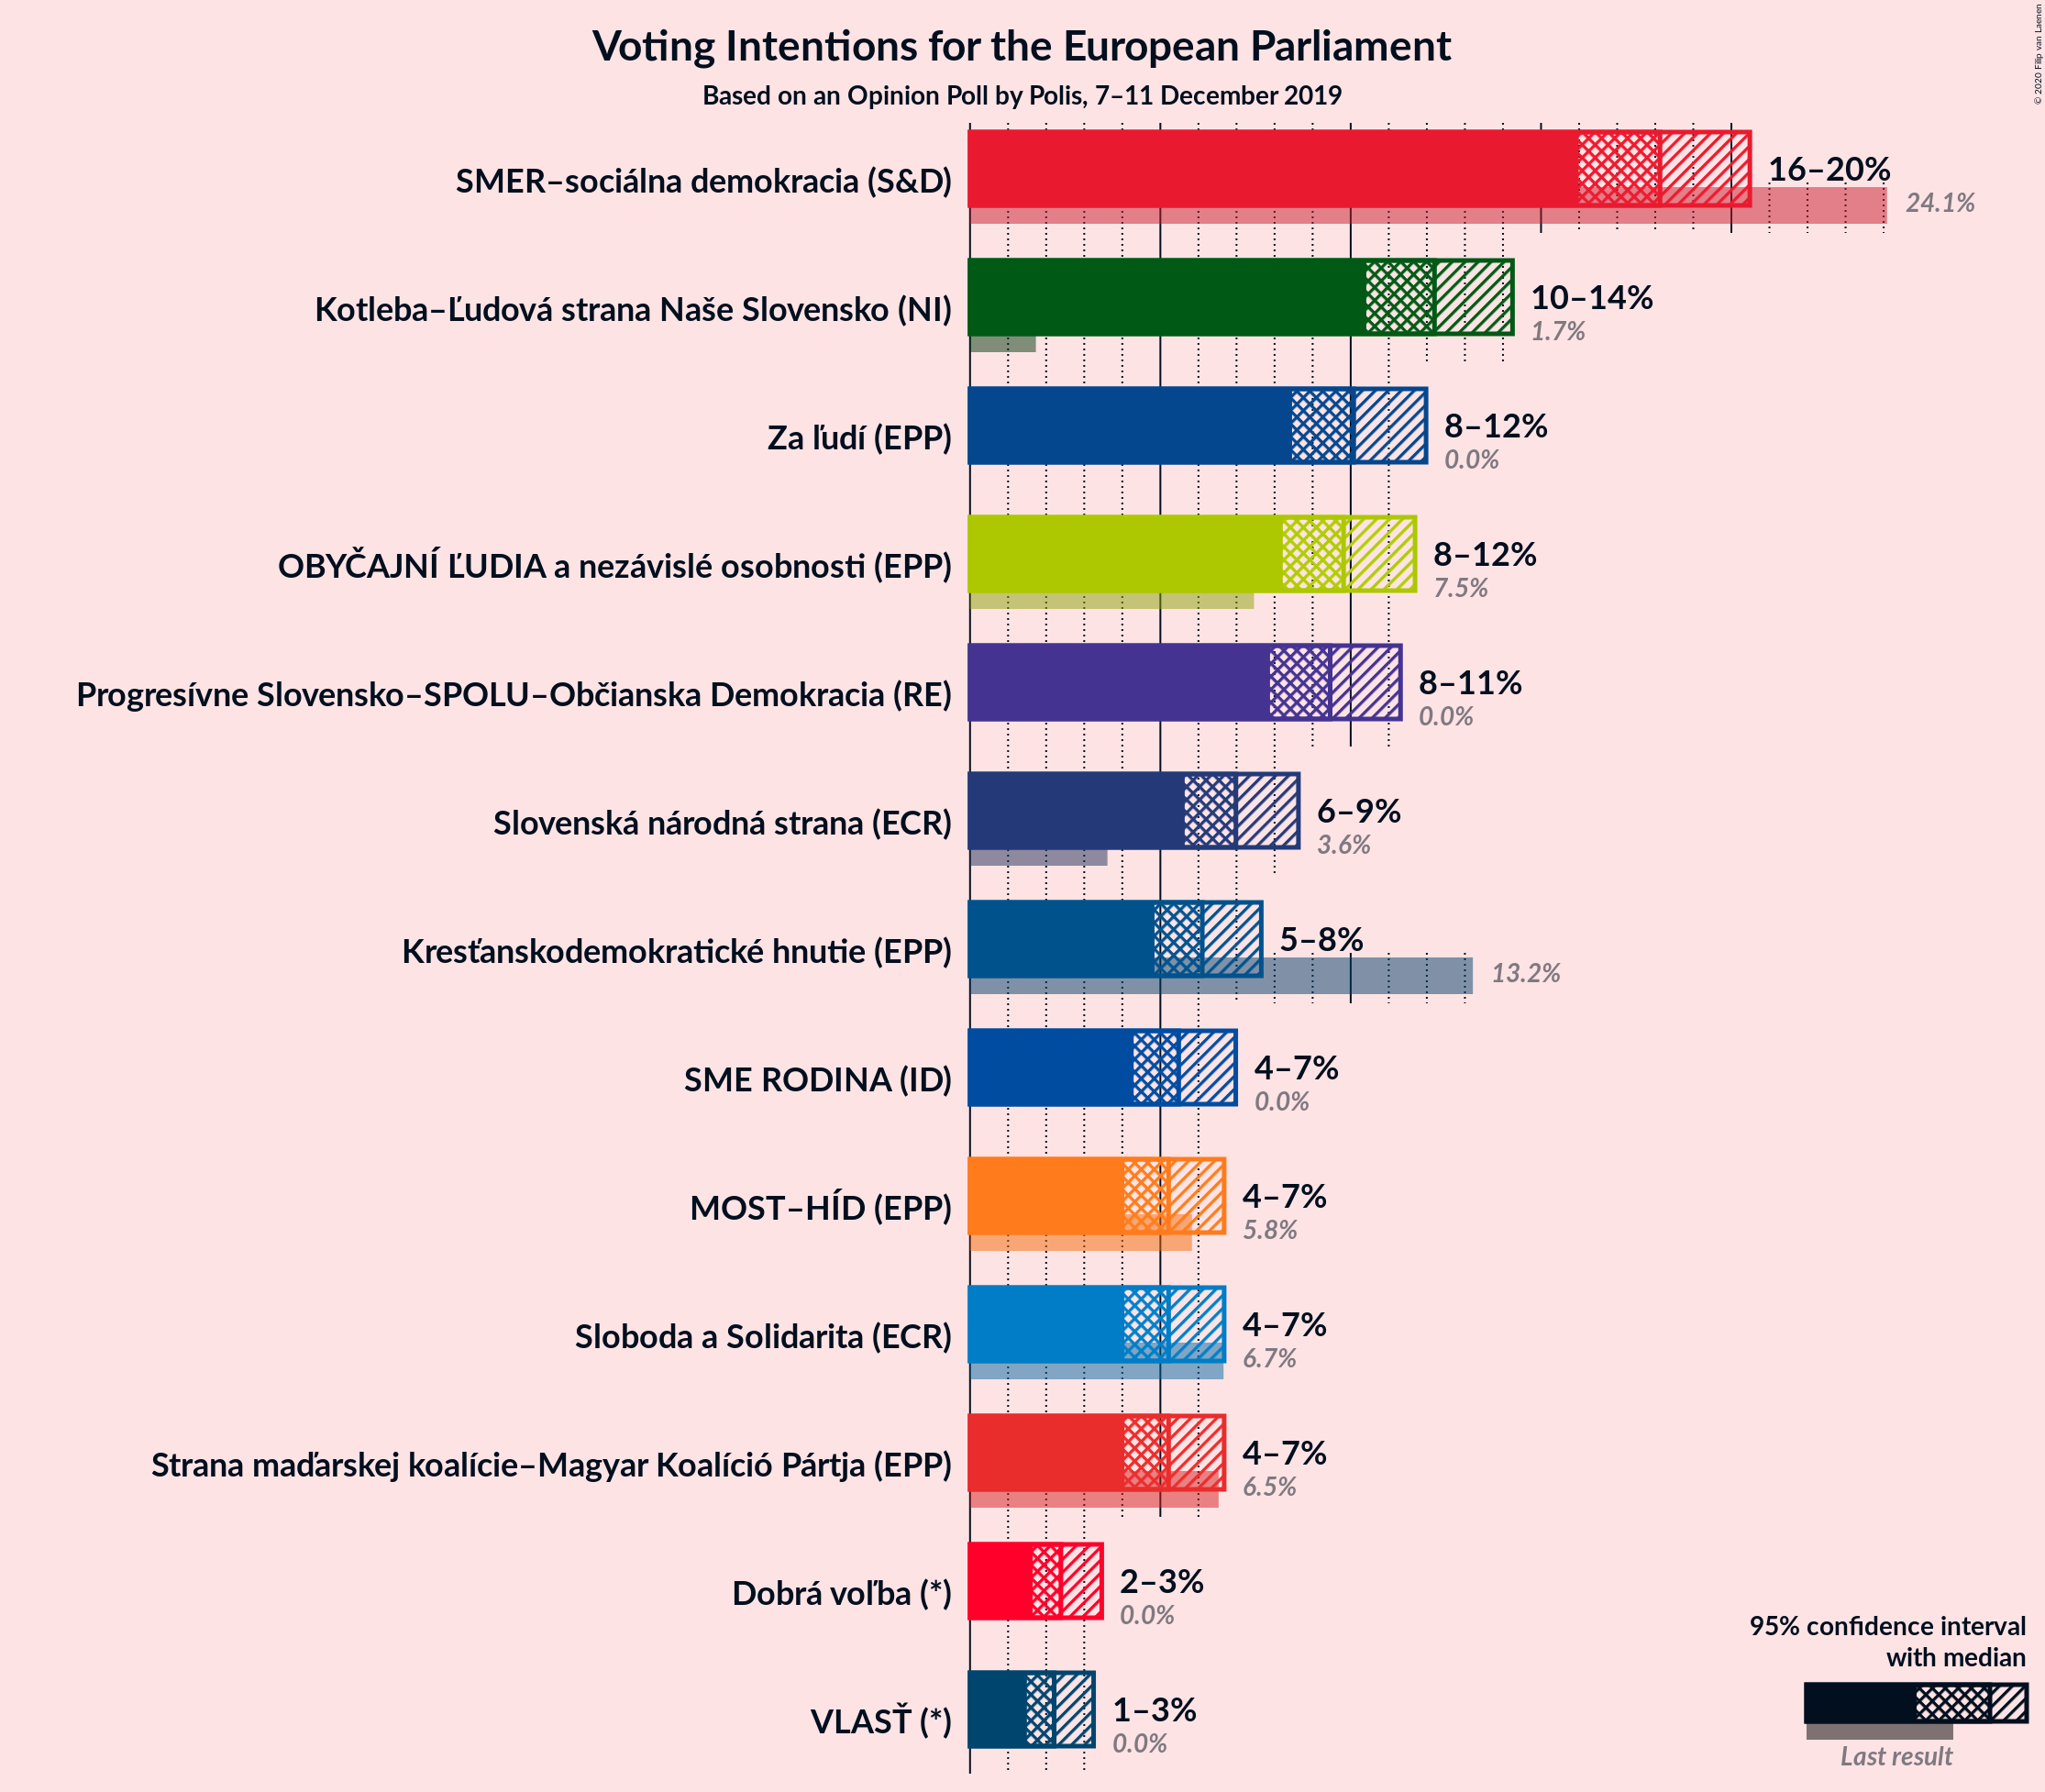 Voting Intentions for the European Parliament
Based on an Opinion Poll by Polis, 7–11 December 2019
© 2020 Filip van Laenen
SMER–sociálna demokracia (S&D)
16–20%
24.1%
Kotleba–Ľudová strana Naše Slovensko (NI)
10–14%
1.7%
Za ľudí (EPP)
8–12%
0.0%
OBYČAJNÍ ĽUDIA a nezávislé osobnosti (EPP)
8–12%
7.5%
Progresívne Slovensko–SPOLU–Občianska Demokracia (RE)
8–11%
0.0%
Slovenská národná strana (ECR)
6–9%
3.6%
Kresťanskodemokratické hnutie (EPP)
5–8%
13.2%
SME RODINA (ID)
4–7%
0.0%
MOST–HÍD (EPP)
4–7%
5.8%
Sloboda a Solidarita (ECR)
4–7%
6.7%
Strana maďarskej koalície–Magyar Koalíció Pártja (EPP)
4–7%
6.5%
Dobrá voľba (*)
2–3%
0.0%
VLASŤ (*)
1–3%
0.0%
95% confidence interval
with median
Last result